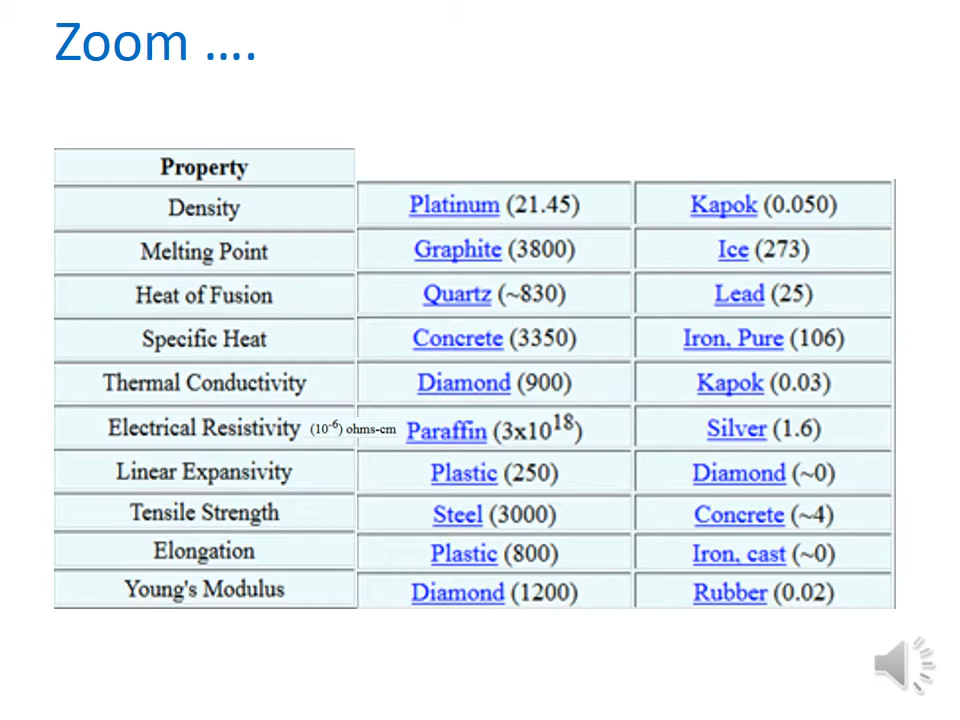 Zoom ….
Property
Density Platinum (21.45) Kapok (0.050)
Melting Point Graphite (3800) Ice (273)
Heat of Fusion Quartz (~830) Lead (25)
Specific Heat Concrete (3350) Iron, Pure (106)
Thermal Conductivity Diamond (900) Kapok (0.03)
Electrical Resistivity (10⁻⁶) ohms-cm Paraffin (3x10¹⁸) Silver (1.6)
Linear Expansivity Plastic (250) Diamond (~0)
Tensile Strength Steel (3000) Concrete (~4)
Elongation Plastic (800) Iron, cast (~0)
Young's Modulus Diamond (1200) Rubber (0.02)